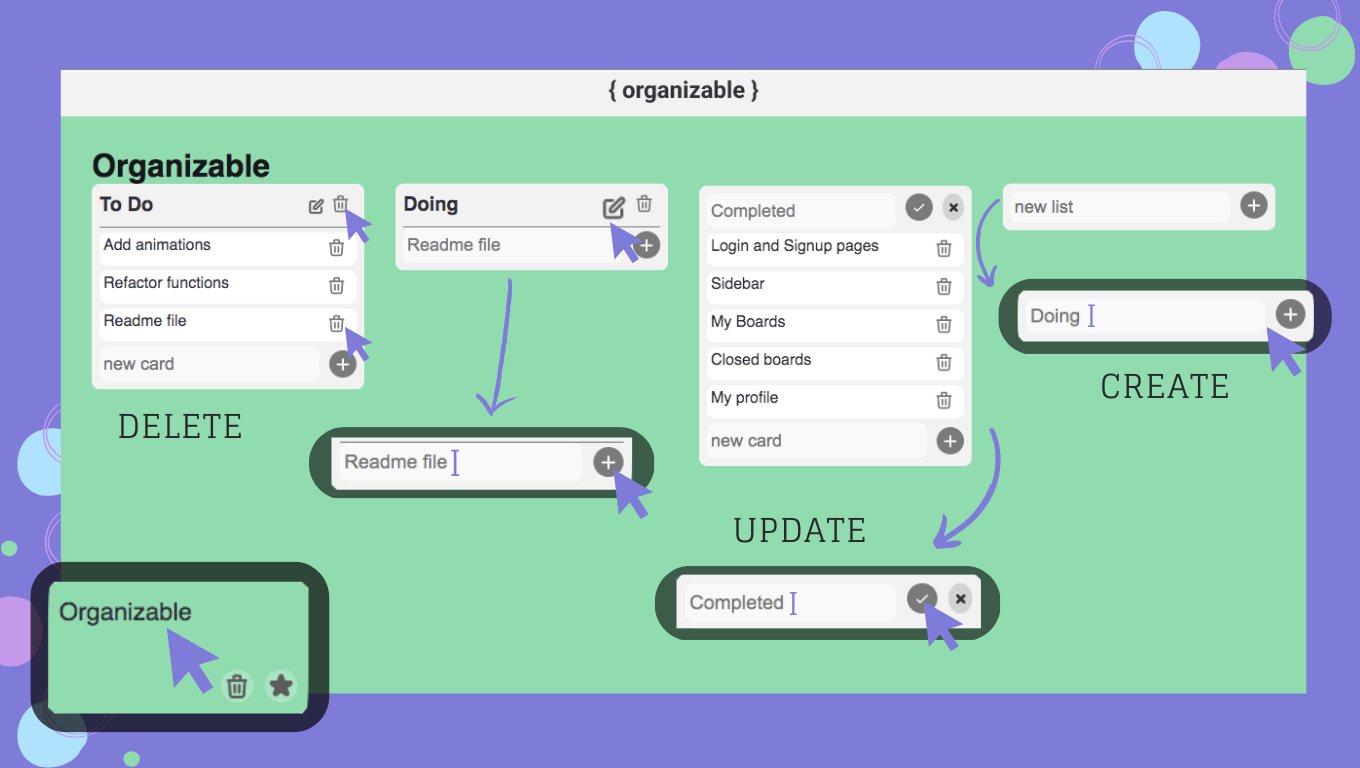 { organizable }
Organizable
To Do
Add animations
Refactor functions
Readme file
new card
DELETE
Doing
Readme file
Readme file
Completed
Login and Signup pages
Sidebar
My Boards
Closed boards
My profile
new card
UPDATE
Completed
new list
Doing
CREATE
Organizable